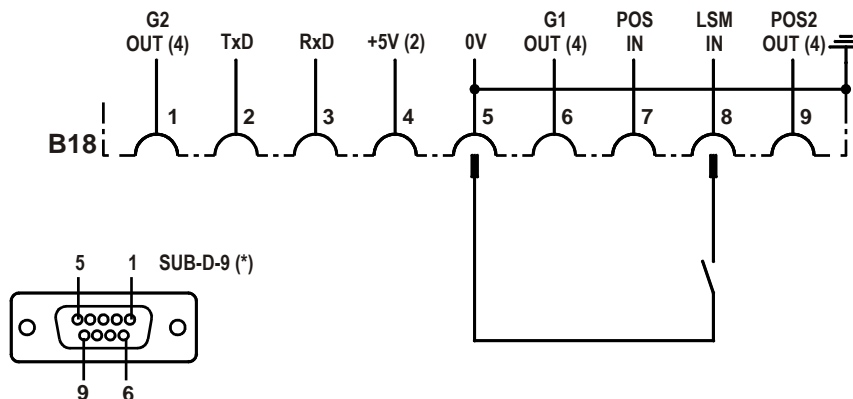 G2 G1 POS LSM POS2
OUT (4) TxD RxD +5V (2) 0V OUT (4) IN IN OUT (4)
1 2 3 4 5 6 7 8 9
B18
5 1 SUB-D-9 (*)
9 6